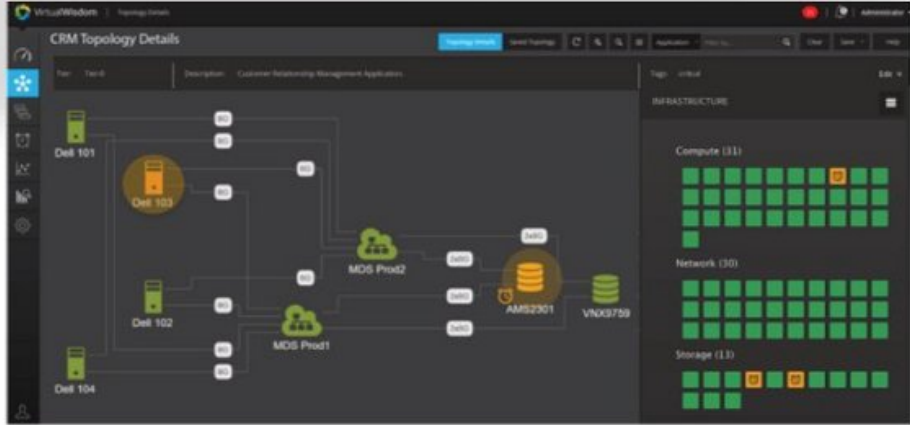 VirtualWisdom | Topology Details
Administrator
CRM Topology Details
Topology Details
Saved Topology
Application
Filter by...
Clear
Save
Help
Tier: Tier-0
Description: Customer Relationship Management Application.
Tags: critical
Edit
INFRASTRUCTURE
Compute (31)
Network (30)
Storage (13)
Dell 101
Dell 103
Dell 102
Dell 104
MDS Prod2
MDS Prod1
AMS2301
VNX9759
8G
8G
8G
8G
8G
8G
8G
8G
2x8G
2x8G
2x8G
2x8G